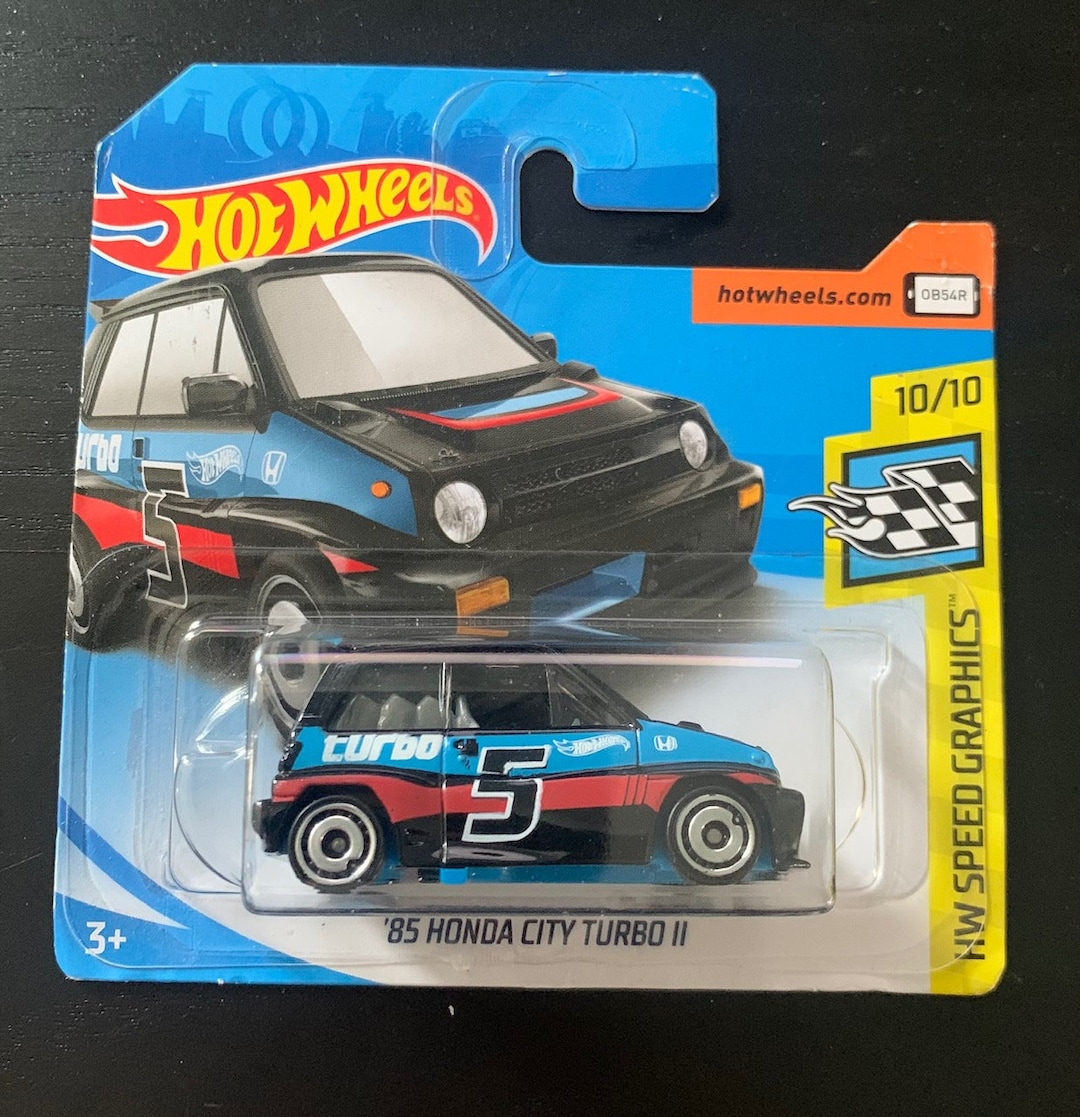 HOT WHEELS
hotwheels.com
OB54R
10/10
turbo
HOT WHEELS
5
HW SPEED GRAPHICS™
turbo
5
HOT WHEELS
3+
'85 HONDA CITY TURBO II